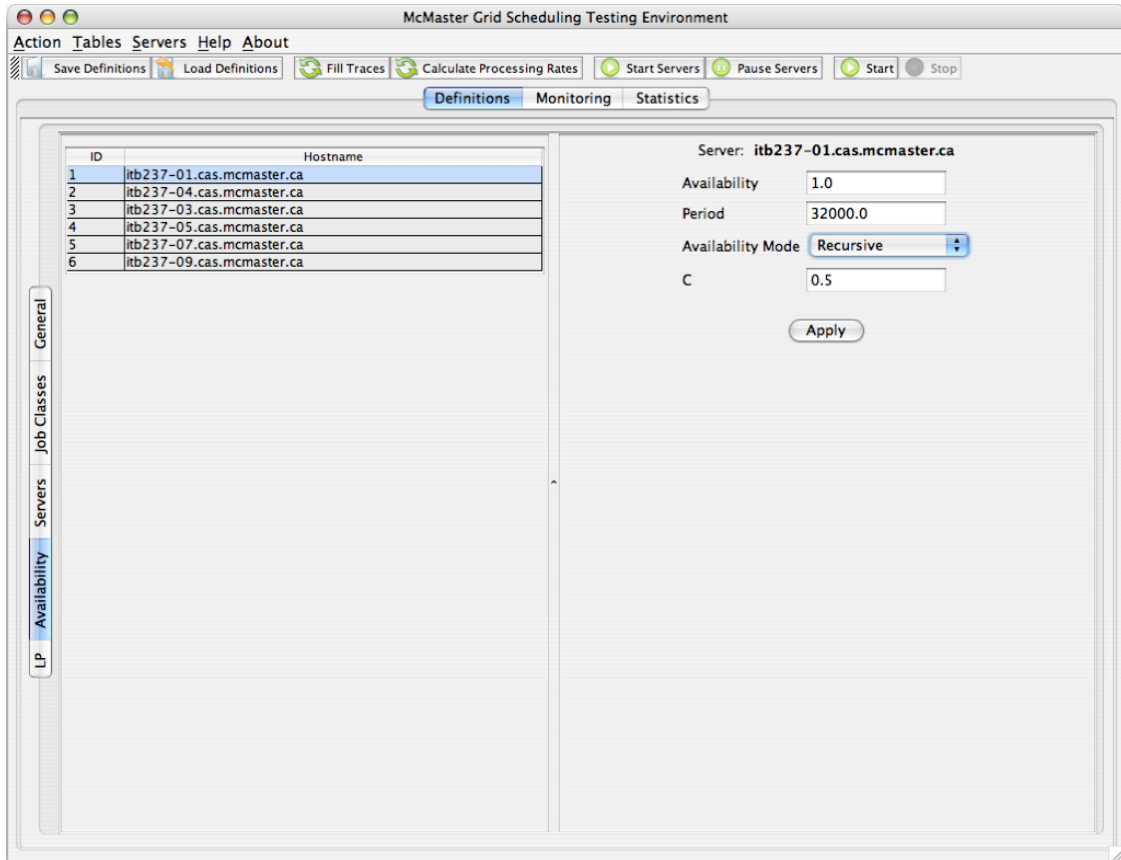 McMaster Grid Scheduling Testing Environment
Action Tables Servers Help About
Save Definitions Load Definitions Fill Traces Calculate Processing Rates Start Servers Pause Servers Start Stop
Definitions Monitoring Statistics
General
Job Classes
Servers
Availability
LP
ID Hostname
1 itb237-01.cas.mcmaster.ca
2 itb237-04.cas.mcmaster.ca
3 itb237-03.cas.mcmaster.ca
4 itb237-05.cas.mcmaster.ca
5 itb237-07.cas.mcmaster.ca
6 itb237-09.cas.mcmaster.ca
Server: itb237-01.cas.mcmaster.ca
Availability 1.0
Period 32000.0
Availability Mode Recursive
C 0.5
Apply